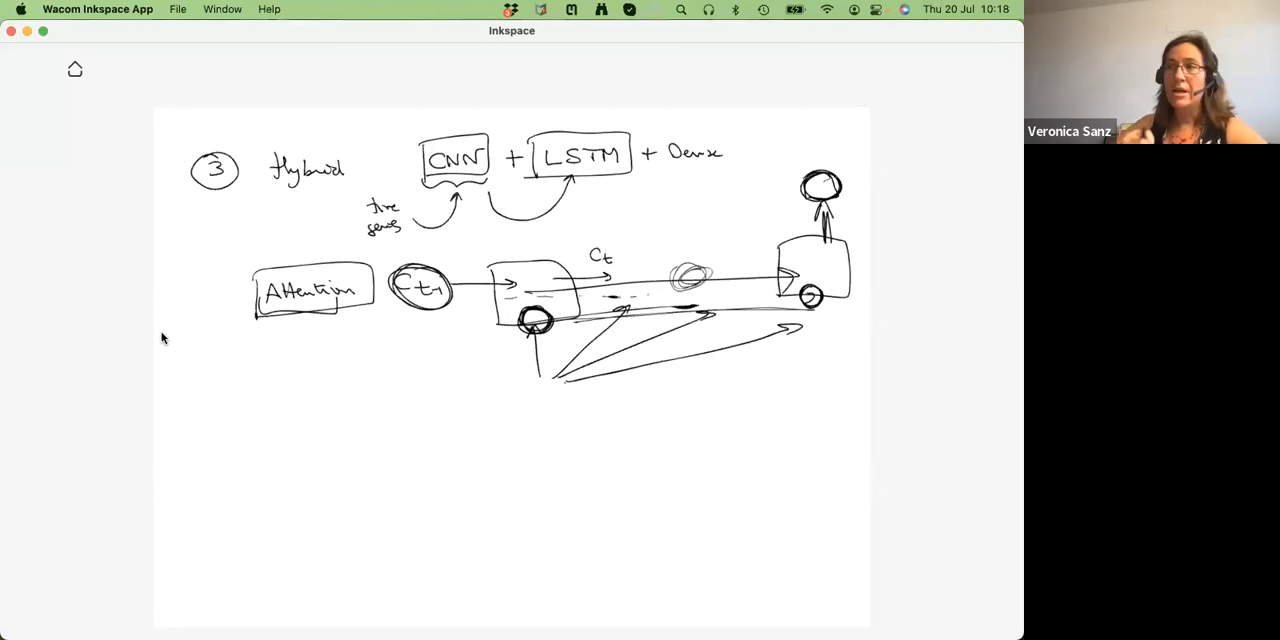 Wacom Inkspace App File Window Help Thu 20 Jul 10:18
Inkspace
Veronica Sanz
3 Hybrid CNN + LSTM + Dense
time
series
Ct
Attention Ct-1